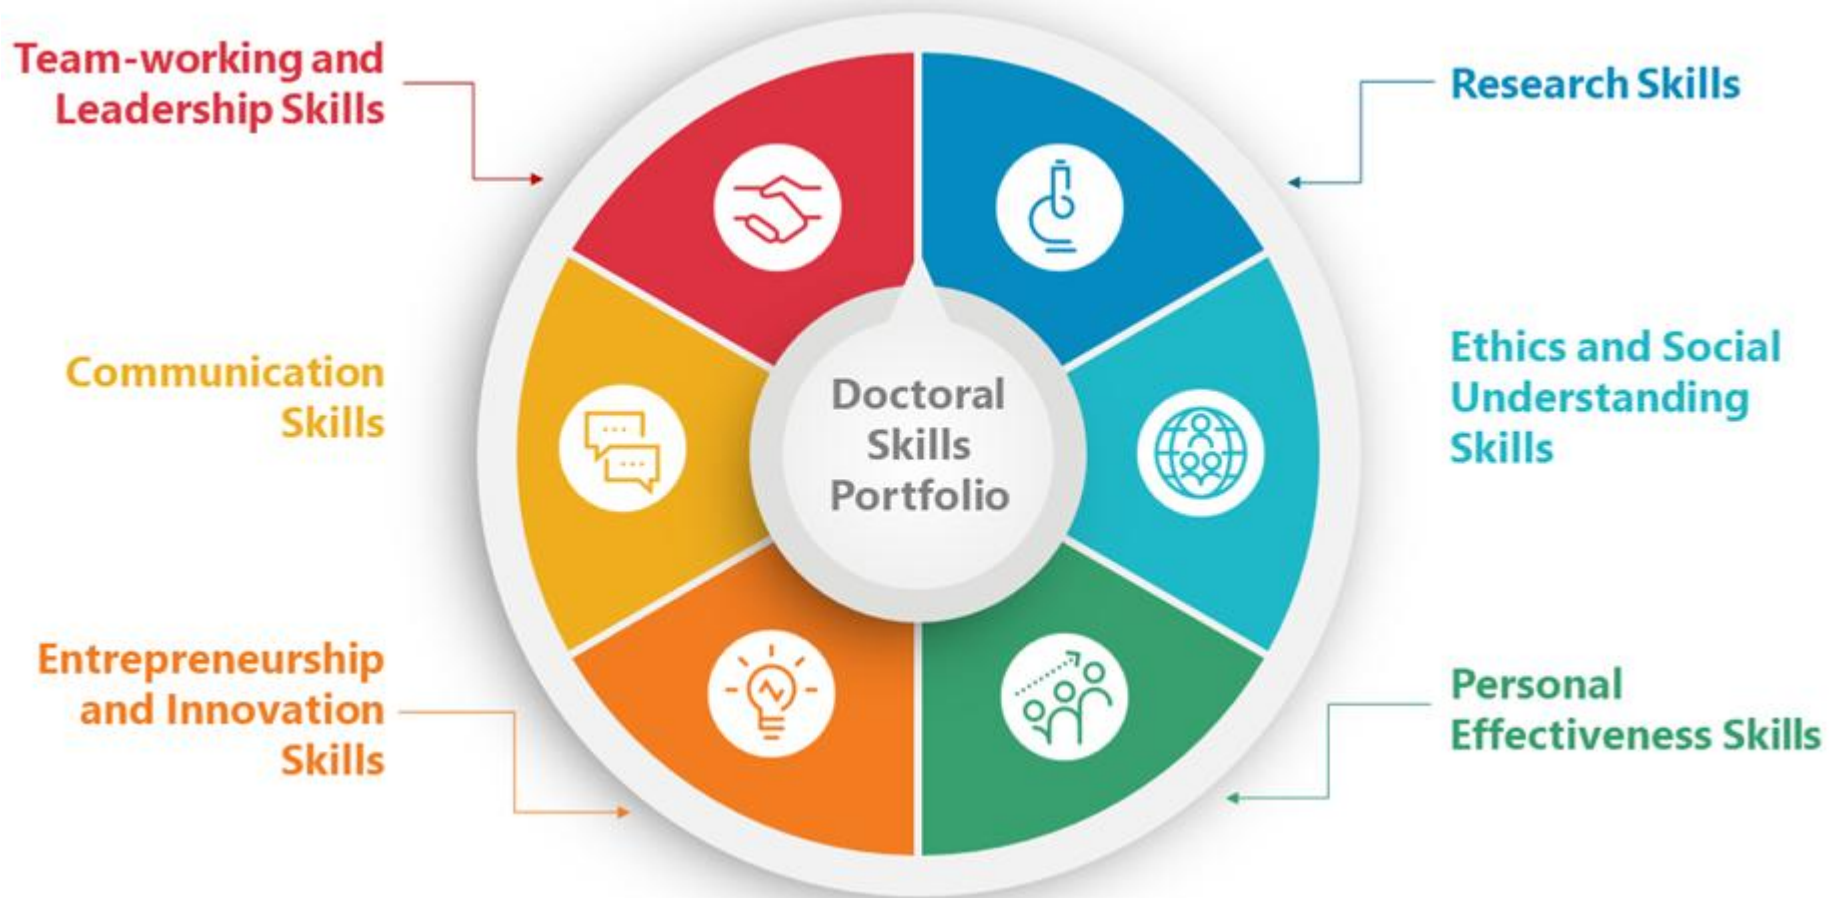 Team-working and
Leadership Skills
Research Skills
Communication
Skills
Doctoral
Skills
Portfolio
Ethics and Social
Understanding
Skills
Entrepreneurship
and Innovation
Skills
Personal
Effectiveness Skills